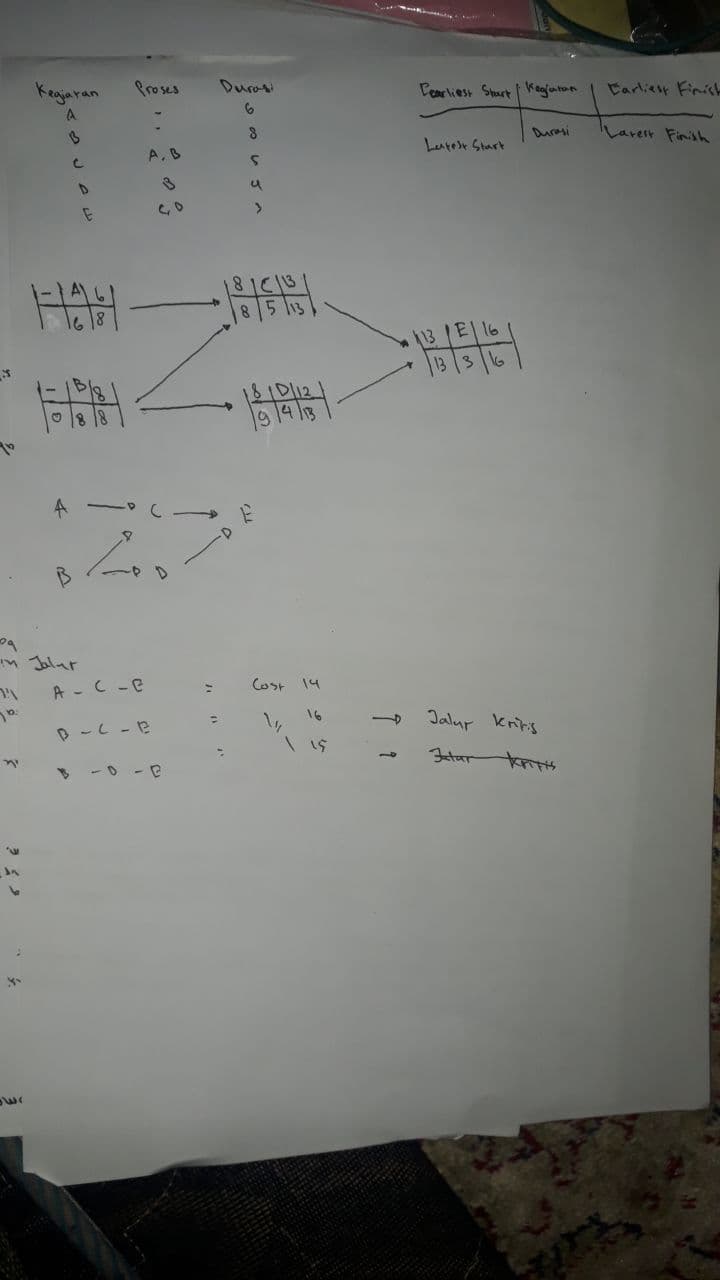 Kegiatan Proses Durasi
A - 6
B - 8
C A, B 5
D B 4
E C, D 3
Earliest Start | Kegiatan | Earliest Finish
Latest Start | Durasi | Latest Finish
- | A | 6
6 | 8
8 | C | 13
8 | 5 | 13
13 | E | 16
13 | 3 | 16
- | B | 8
0 | 8 | 8
8 | D | 12
9 | 4 | 13
A → C → E
B → D
Jalur
A - C - E = Cost 14
B - C - E = 16 → Jalur Kritis
B - D - E = 15 → Jalur Kritis